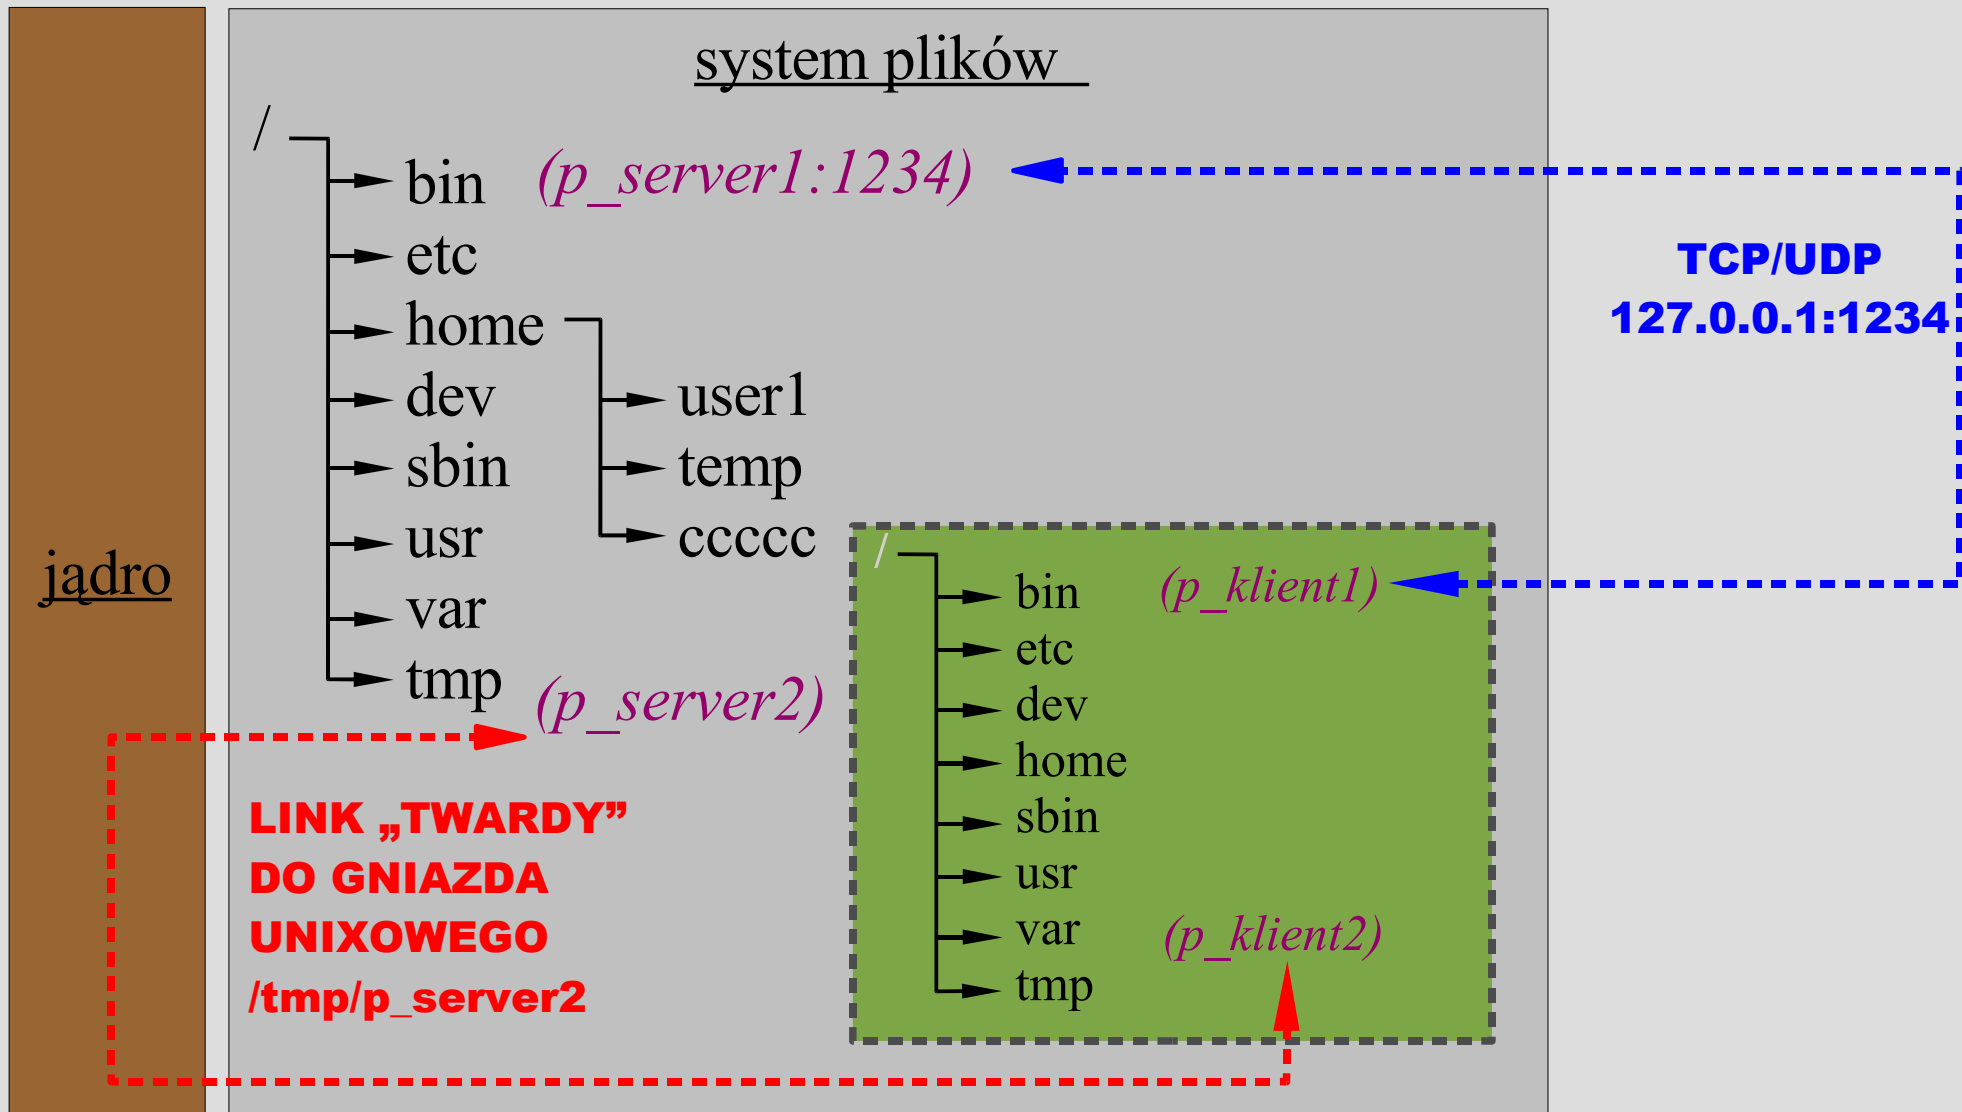 system plików
/
bin (p_server1:1234)
etc
home
dev
sbin
usr
var
tmp
(p_server2)
user1
temp
ccccc
jądro
TCP/UDP
127.0.0.1:1234
/
bin (p_klient1)
etc
dev
home
sbin
usr
var (p_klient2)
tmp
LINK „TWARDY”
DO GNIAZDA
UNIXOWEGO
/tmp/p_server2